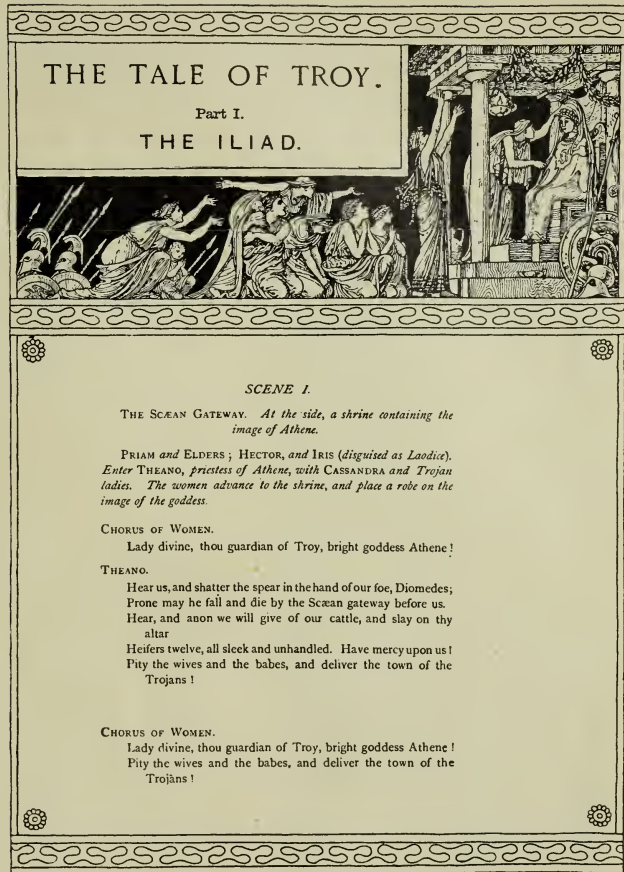 THE TALE OF TROY.
Part I.
THE ILIAD.
SCENE I.
THE SCÆAN GATEWAY. At the side, a shrine containing the
image of Athene.
PRIAM and ELDERS ; HECTOR, and IRIS (disguised as Laodice).
Enter THEANO, priestess of Athene, with CASSANDRA and Trojan
ladies. The women advance to the shrine, and place a robe on the
image of the goddess.
CHORUS OF WOMEN.
Lady divine, thou guardian of Troy, bright goddess Athene !
THEANO.
Hear us, and shatter the spear in the hand of our foe, Diomedes;
Prone may he fall and die by the Scæan gateway before us.
Hear, and anon we will give of our cattle, and slay on thy
altar
Heifers twelve, all sleek and unhandled. Have mercy upon us !
Pity the wives and the babes, and deliver the town of the
Trojans !
CHORUS OF WOMEN.
Lady divine, thou guardian of Troy, bright goddess Athene !
Pity the wives and the babes, and deliver the town of the
Trojans !